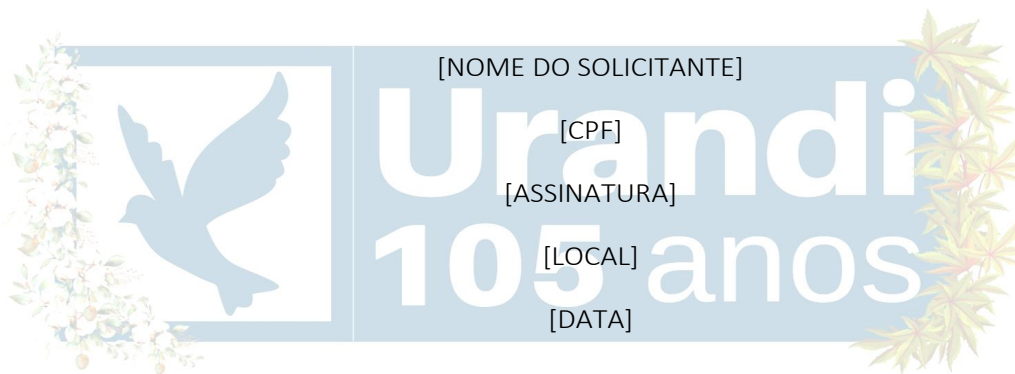 [NOME DO SOLICITANTE]
Urandi
[CPF]
[ASSINATURA]
105 anos
[LOCAL]
[DATA]